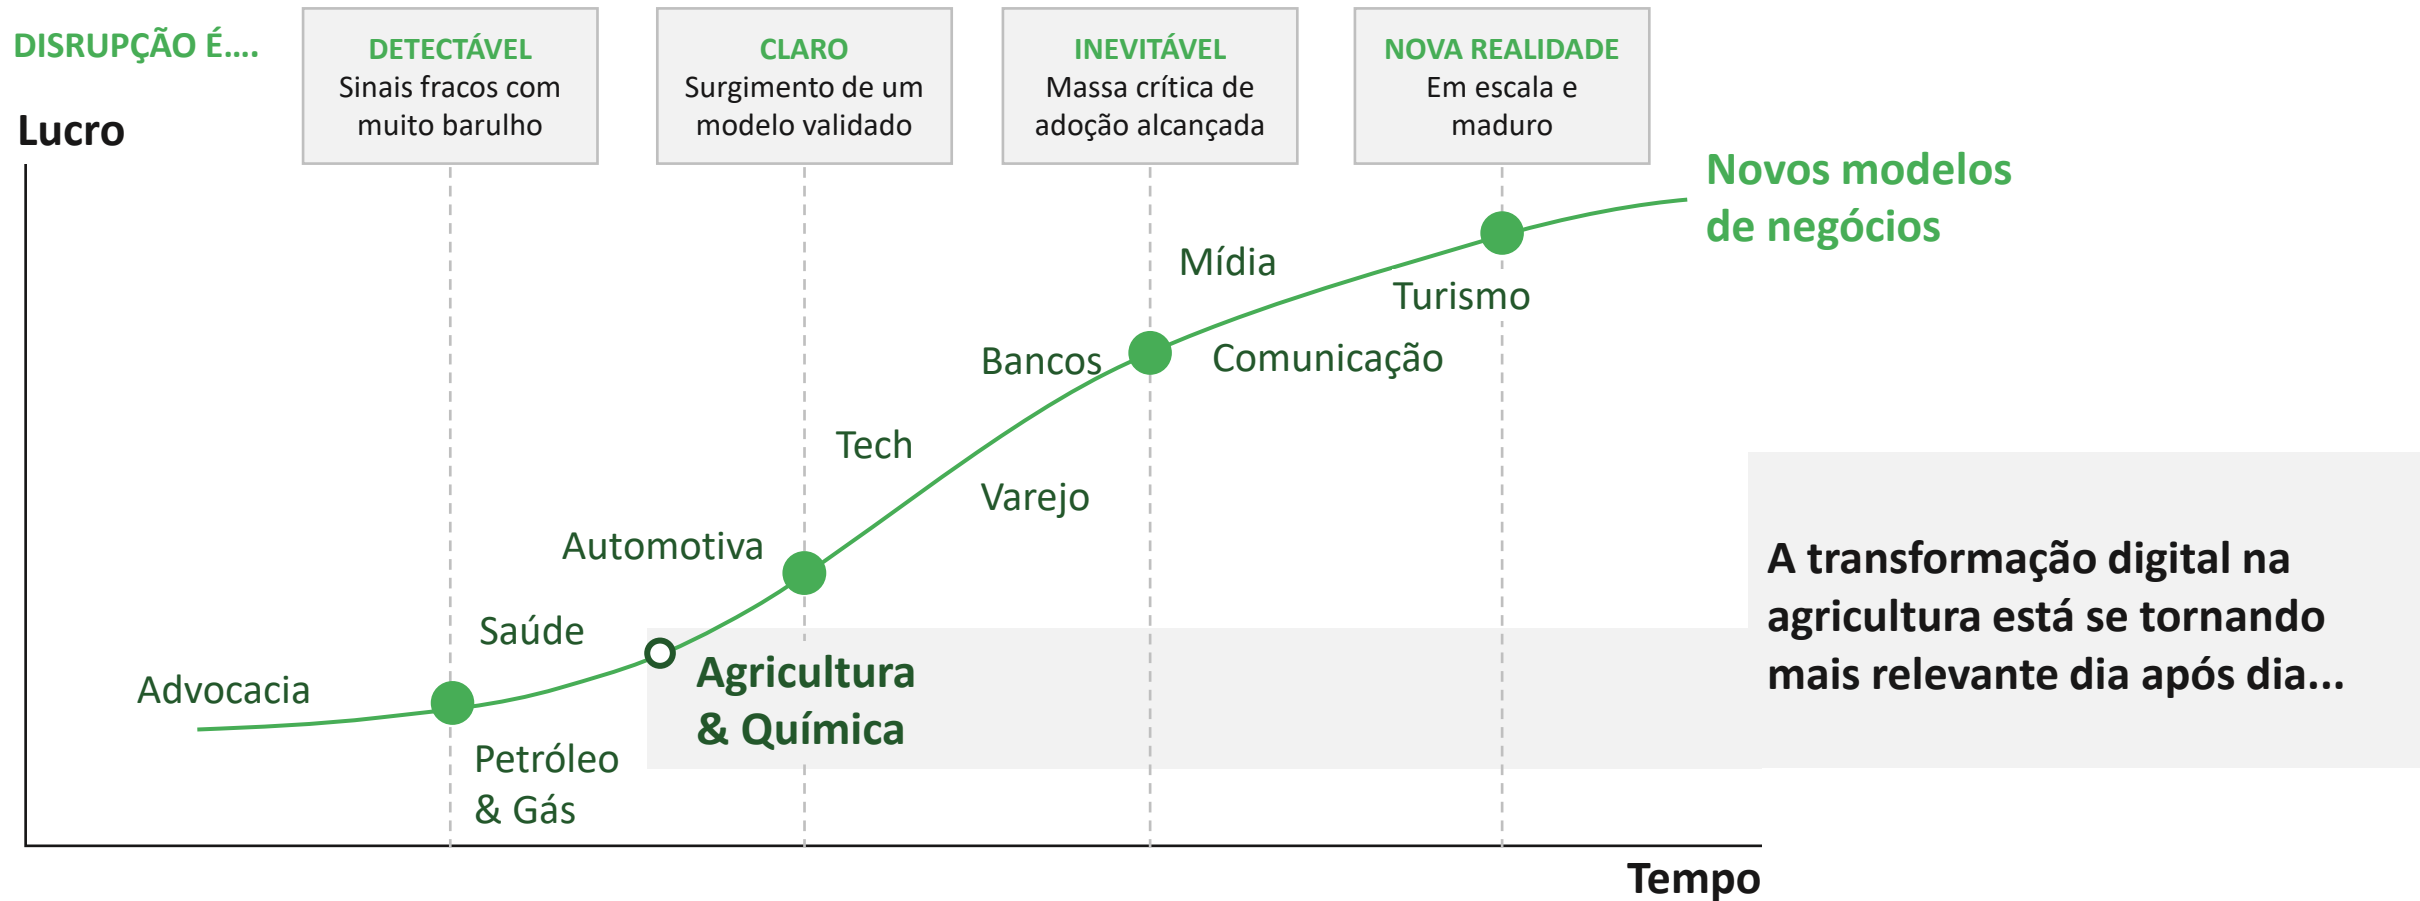 DISRUPÇÃO É....
DETECTÁVEL
Sinais fracos com
muito barulho
CLARO
Surgimento de um
modelo validado
INEVITÁVEL
Massa crítica de
adoção alcançada
NOVA REALIDADE
Em escala e
maduro
Lucro
Novos modelos
de negócios
Mídia
Turismo
Bancos
Comunicação
Tech
Varejo
Automotiva
A transformação digital na
agricultura está se tornando
mais relevante dia após dia...
Saúde
Agricultura
& Química
Advocacia
Petróleo
& Gás
Tempo